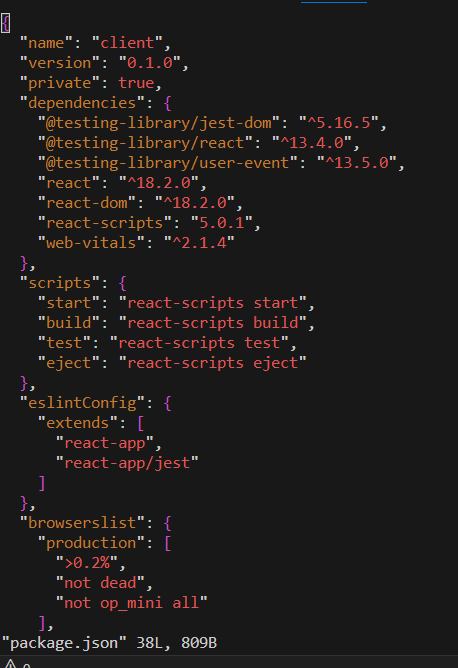 {
  "name": "client",
  "version": "0.1.0",
  "private": true,
  "dependencies": {
    "@testing-library/jest-dom": "^5.16.5",
    "@testing-library/react": "^13.4.0",
    "@testing-library/user-event": "^13.5.0",
    "react": "^18.2.0",
    "react-dom": "^18.2.0",
    "react-scripts": "5.0.1",
    "web-vitals": "^2.1.4"
  },
  "scripts": {
    "start": "react-scripts start",
    "build": "react-scripts build",
    "test": "react-scripts test",
    "eject": "react-scripts eject"
  },
  "eslintConfig": {
    "extends": [
      "react-app",
      "react-app/jest"
    ]
  },
  "browserslist": {
    "production": [
      ">0.2%",
      "not dead",
      "not op_mini all"
    ],
"package.json" 38L, 809B